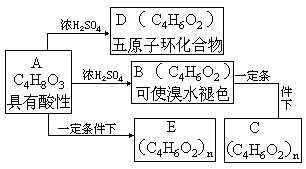 浓H₂SO₄
D （C₄H₆O₂）
五原子环化合物
A
C₄H₈O₃
具有酸性
浓H₂SO₄
B （C₄H₆O₂）
可使溴水褪色
一定条
件下
一定条件下
E
(C₄H₆O₂)ₙ
C
(C₄H₆O₂)ₙ